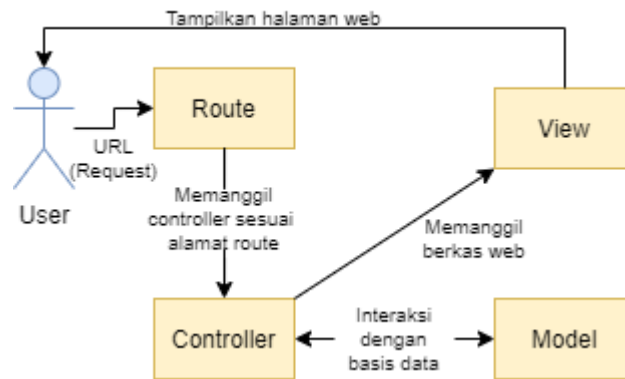 Tampilkan halaman web
Route
View
URL
(Request)
User
Memanggil
controller sesuai
alamat route
Memanggil
berkas web
Controller
Interaksi
dengan
basis data
Model